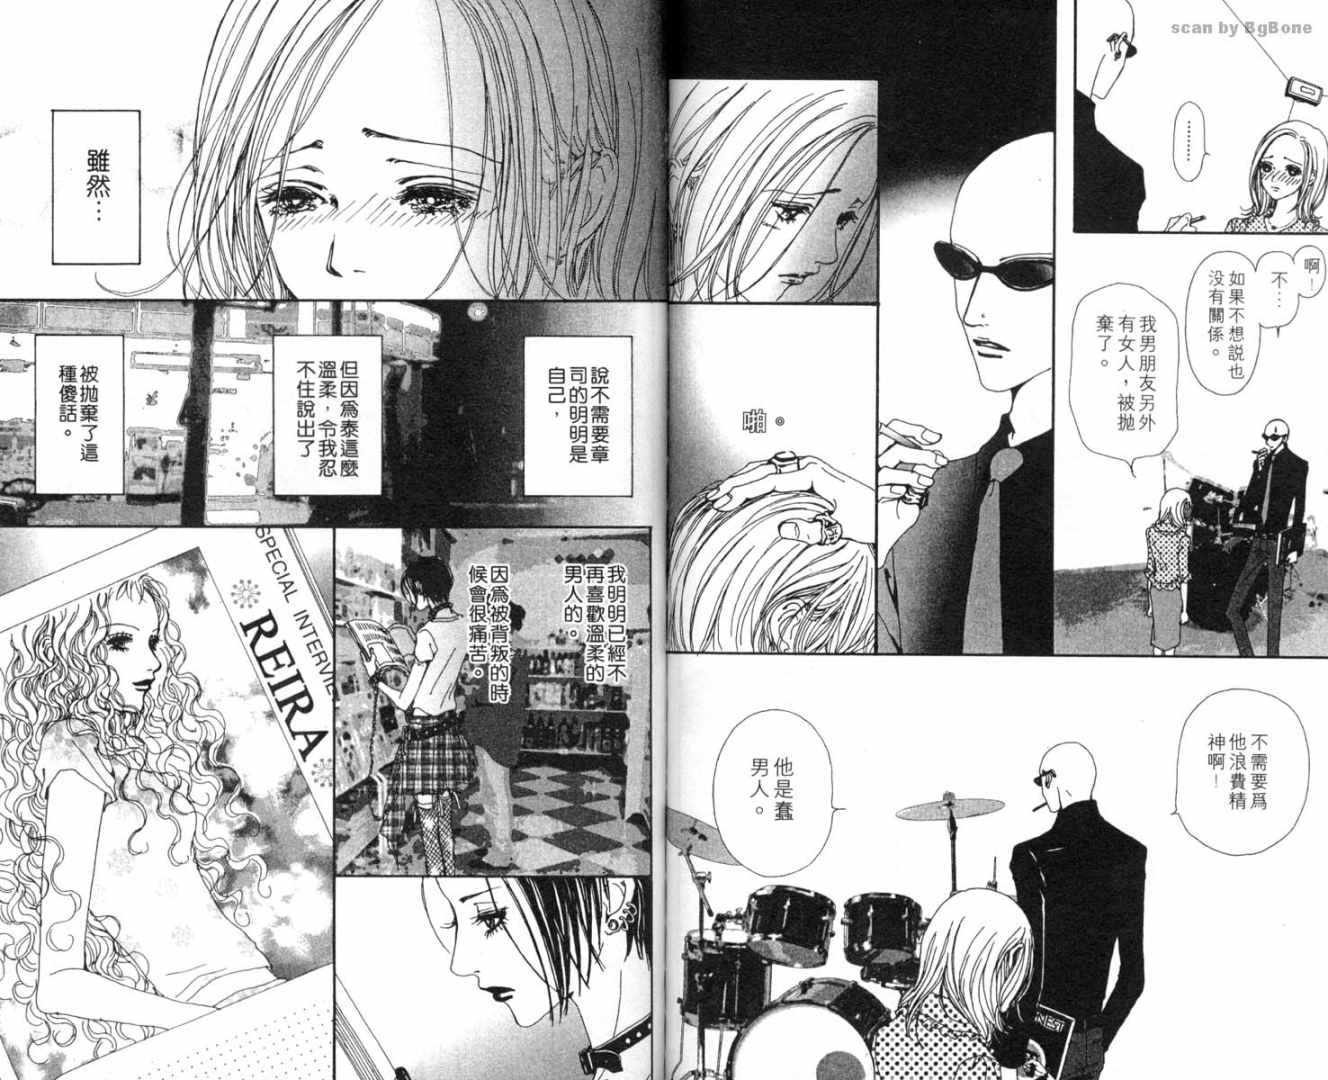 scan by BgBone
………
啊！
不…
如果不想說也
沒有關係。
我男朋友另外
有女人，被拋
棄了。
啪。
不需要爲
他浪費精
神啊！
他是蠢
男人。
NEST
雖然…
說不需要章
司的明明是
自己，
但因爲泰這麼
溫柔，令我忍
不住說出了
被拋棄了這
種傻話。
我明明已經不
再喜歡溫柔的
男人的。
因爲被背叛的時
候會很痛苦。
SPECIAL INTERVIE
REIRA